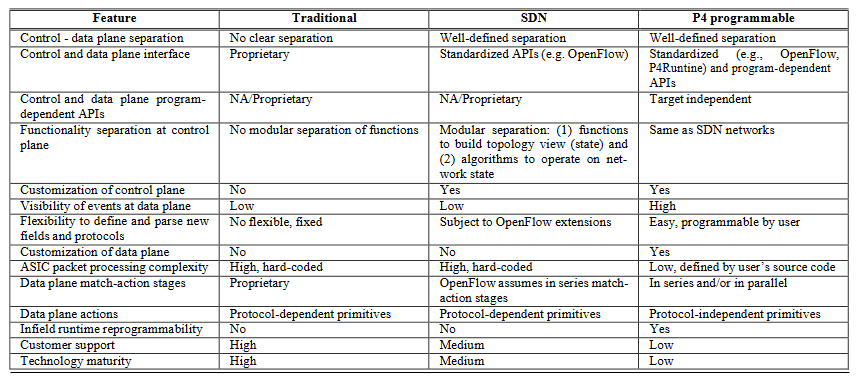 Feature Traditional SDN P4 programmable
Control - data plane separation No clear separation Well-defined separation Well-defined separation
Control and data plane interface Proprietary Standardized APIs (e.g. OpenFlow) Standardized (e.g., OpenFlow,
P4Runtime) and program-dependent
APIs
Control and data plane program- NA/Proprietary NA/Proprietary Target independent
dependent APIs
Functionality separation at control No modular separation of functions Modular separation: (1) functions Same as SDN networks
plane to build topology view (state) and
(2) algorithms to operate on net-
work state
Customization of control plane No Yes Yes
Visibility of events at data plane Low Low High
Flexibility to define and parse new No flexible, fixed Subject to OpenFlow extensions Easy, programmable by user
fields and protocols
Customization of data plane No No Yes
ASIC packet processing complexity High, hard-coded High, hard-coded Low, defined by user's source code
Data plane match-action stages Proprietary OpenFlow assumes in series match- In series and/or in parallel
action stages
Data plane actions Protocol-dependent primitives Protocol-dependent primitives Protocol-independent primitives
Infield runtime reprogrammability No No Yes
Customer support High Medium Low
Technology maturity High Medium Low